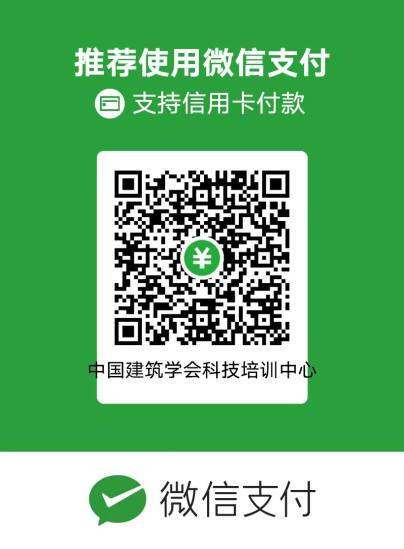 推荐使用微信支付
支持信用卡付款
¥
中国建筑学会科技培训中心
微信支付